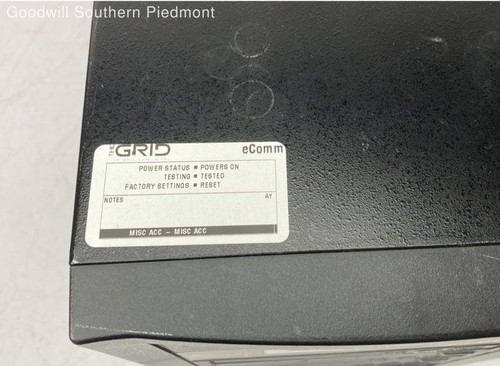 Goodwill Southern Piedmont
THE GRID eComm
POWER STATUS ■ POWERS ON
TESTING ■ TESTED
FACTORY SETTINGS ■ RESET
NOTES AY
MISC ACC - MISC ACC